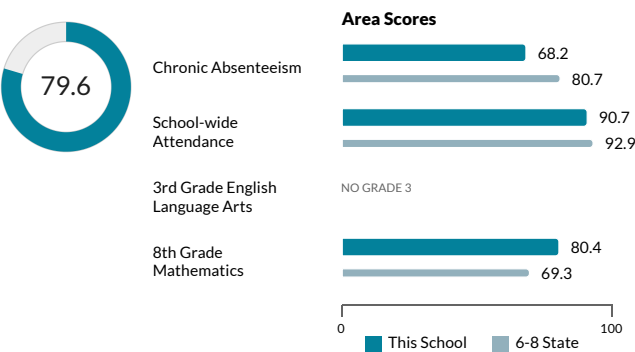 Area Scores
79.6
Chronic Absenteeism
68.2
80.7
School-wide
Attendance
90.7
92.9
3rd Grade English
Language Arts
NO GRADE 3
8th Grade
Mathematics
80.4
69.3
0 100
This School 6-8 State